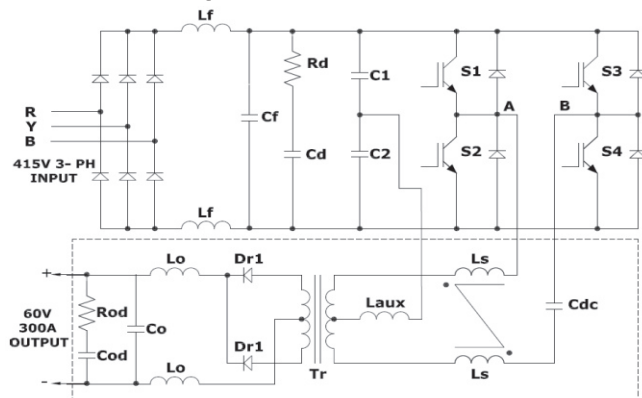 Lf
Rd
C1
S1
S3
R
Y
B
Cf
A
B
415V 3- PH
INPUT
Cd
C2
S2
S4
Lf
+
Lo
Dr1
Ls
60V
300A
OUTPUT
Rod
Co
Laux
Cdc
Cod
Dr1
-
Lo
Tr
Ls